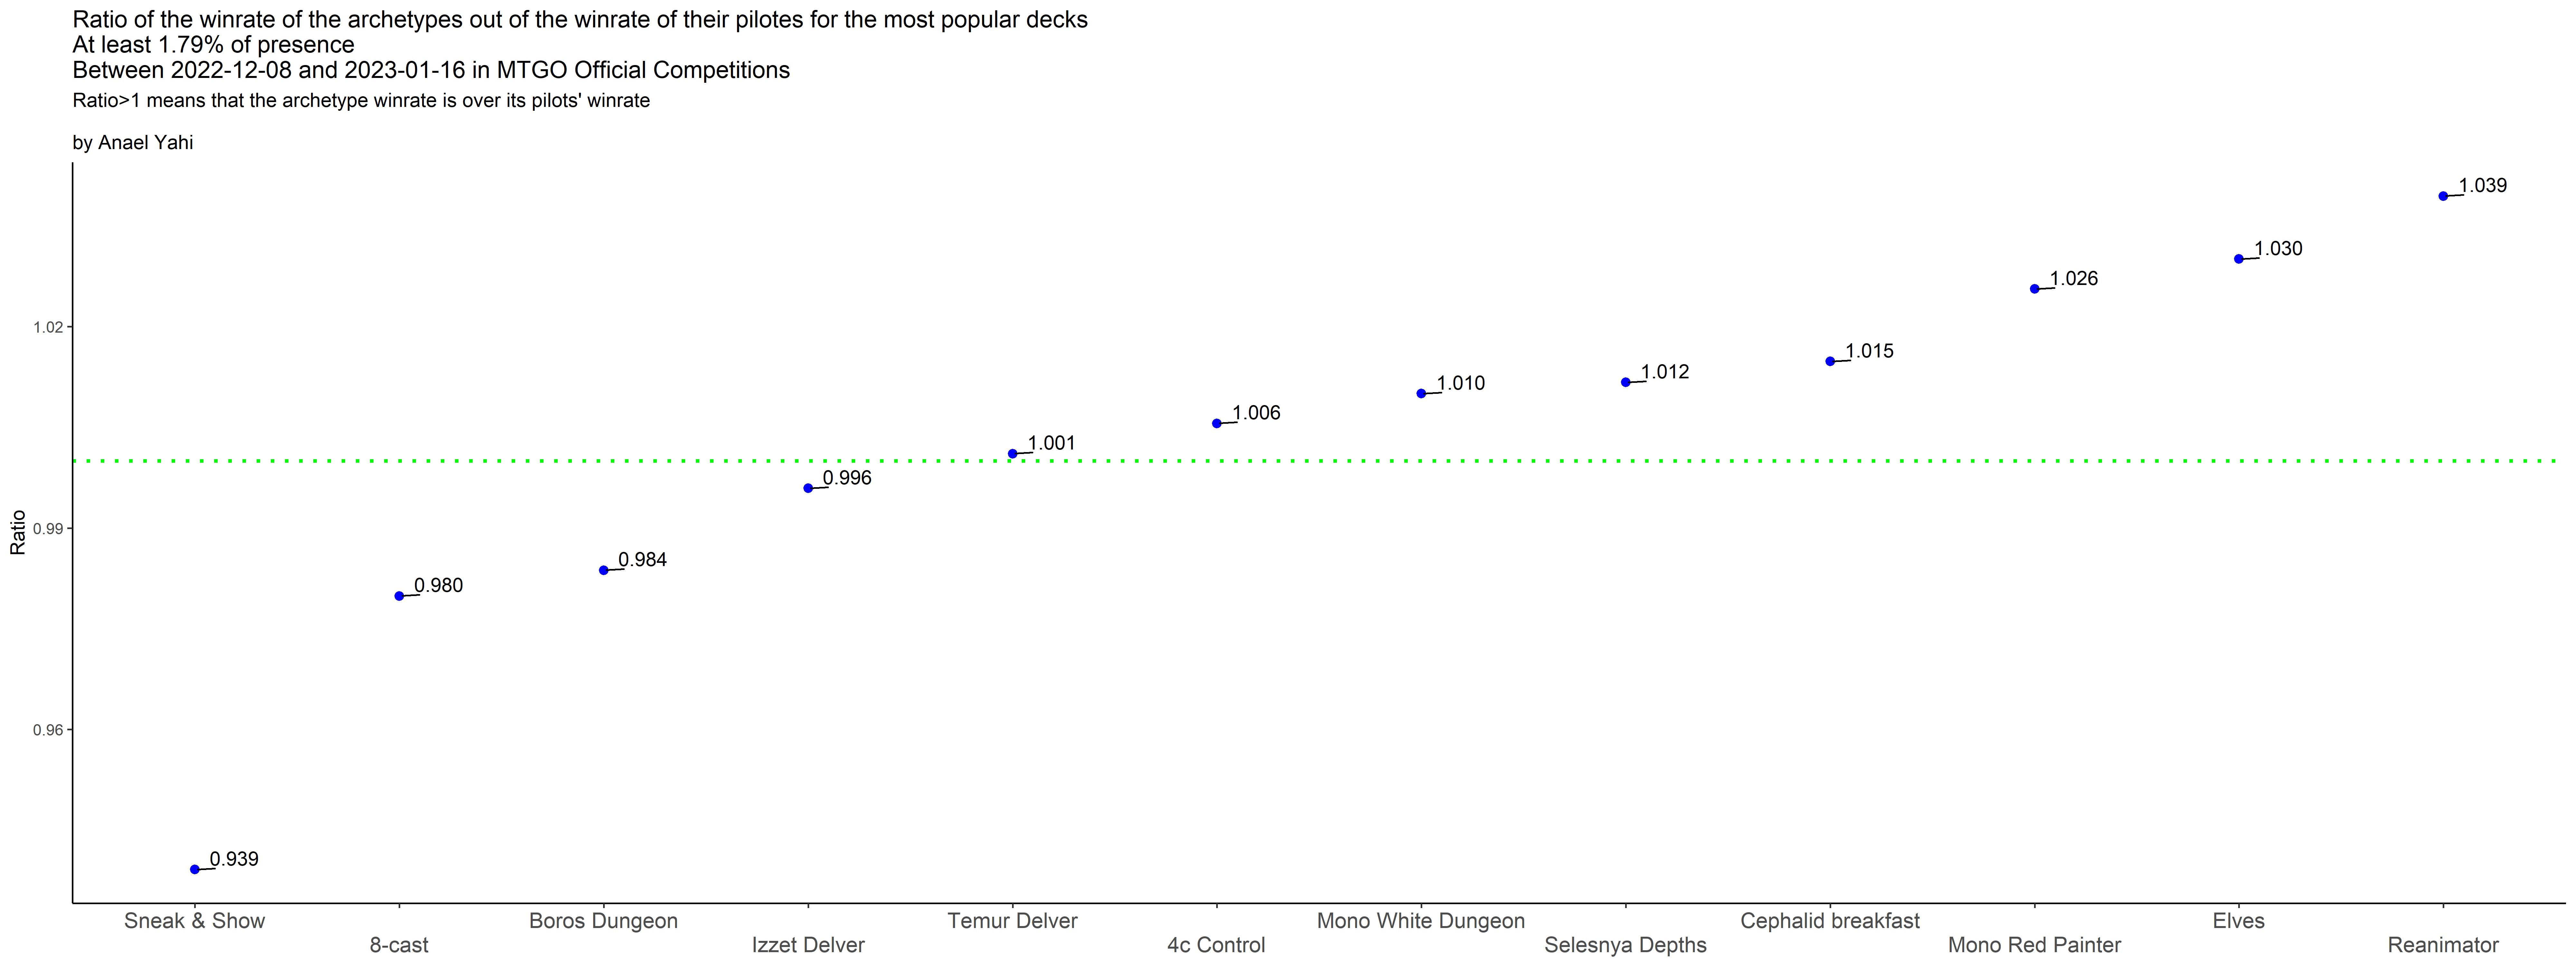 Ratio of the winrate of the archetypes out of the winrate of their pilotes for the most popular decks
At least 1.79% of presence
Between 2022-12-08 and 2023-01-16 in MTGO Official Competitions
Ratio>1 means that the archetype winrate is over its pilots' winrate
by Anael Yahi
1.039
1.030
1.026
1.02
1.015
1.012
1.010
1.006
1.001
0.996
Ratio
0.99
0.984
0.980
0.96
0.939
Sneak & Show
8-cast
Boros Dungeon
Izzet Delver
Temur Delver
4c Control
Mono White Dungeon
Selesnya Depths
Cephalid breakfast
Mono Red Painter
Elves
Reanimator